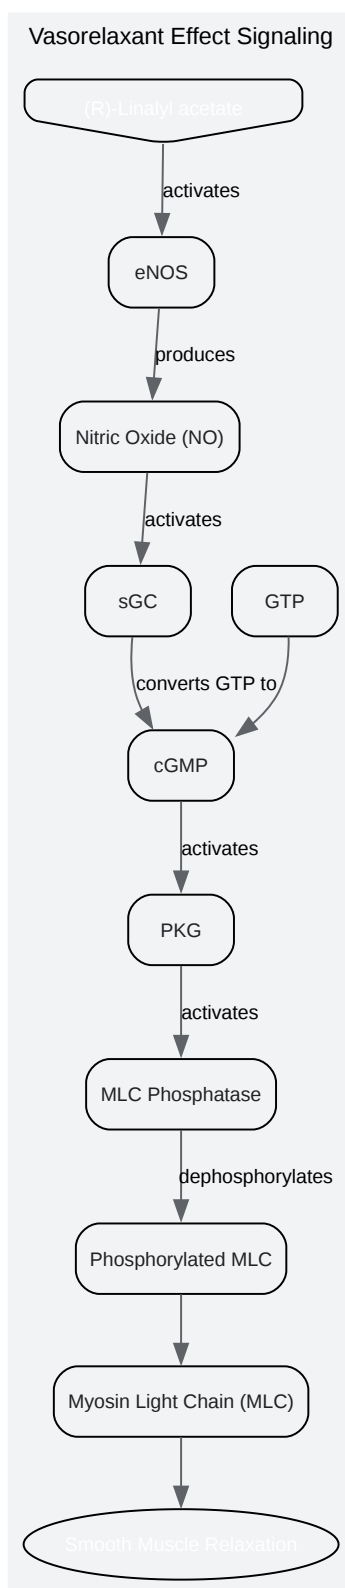 Vasorelaxant Effect Signaling
(R)-Linalyl acetate
activates
eNOS
produces
Nitric Oxide (NO)
activates
sGC
GTP
converts GTP to
cGMP
activates
PKG
activates
MLC Phosphatase
dephosphorylates
Phosphorylated MLC
Myosin Light Chain (MLC)
Smooth Muscle Relaxation